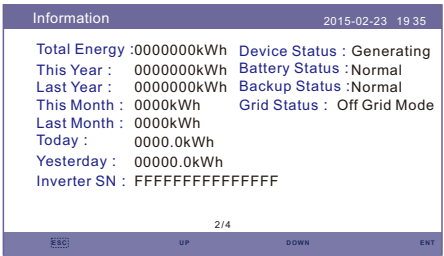 Information 2015-02-23 19 35
Total Energy :0000000kWh Device Status : Generating
This Year : 0000000kWh Battery Status :Normal
Last Year : 0000000kWh Backup Status :Normal
This Month : 0000kWh Grid Status : Off Grid Mode
Last Month : 0000kWh
Today : 0000.0kWh
Yesterday : 00000.0kWh
Inverter SN : FFFFFFFFFFFFFFF
2/4
ESC UP DOWN ENT